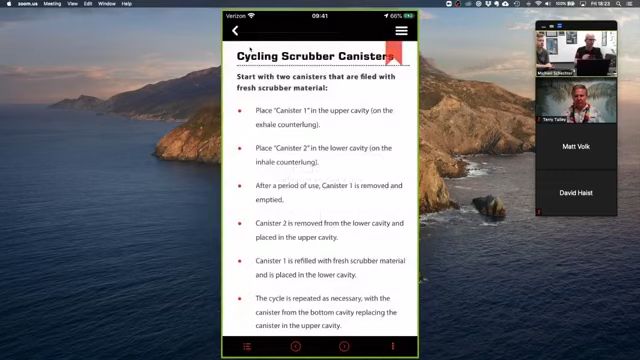 zoom.us Meeting View Edit Window Help
100%
Fri 18:23
Verizon
09:41
66%
Cycling Scrubber Canisters
Start with two canisters that are filed with
fresh scrubber material:
• Place "Canister 1" in the upper cavity (on the
exhale counterlung).
• Place "Canister 2" in the lower cavity (on the
inhale counterlung).
• After a period of use, Canister 1 is removed and
emptied.
• Canister 2 is removed from the lower cavity and
placed in the upper cavity.
• Canister 1 is refilled with fresh scrubber material
and is placed in the lower cavity.
• The cycle is repeated as necessary, with the
canister from the bottom cavity replacing the
canister in the upper cavity.
Michael Schechter
Terry Tulley
Matt Volk
David Haist